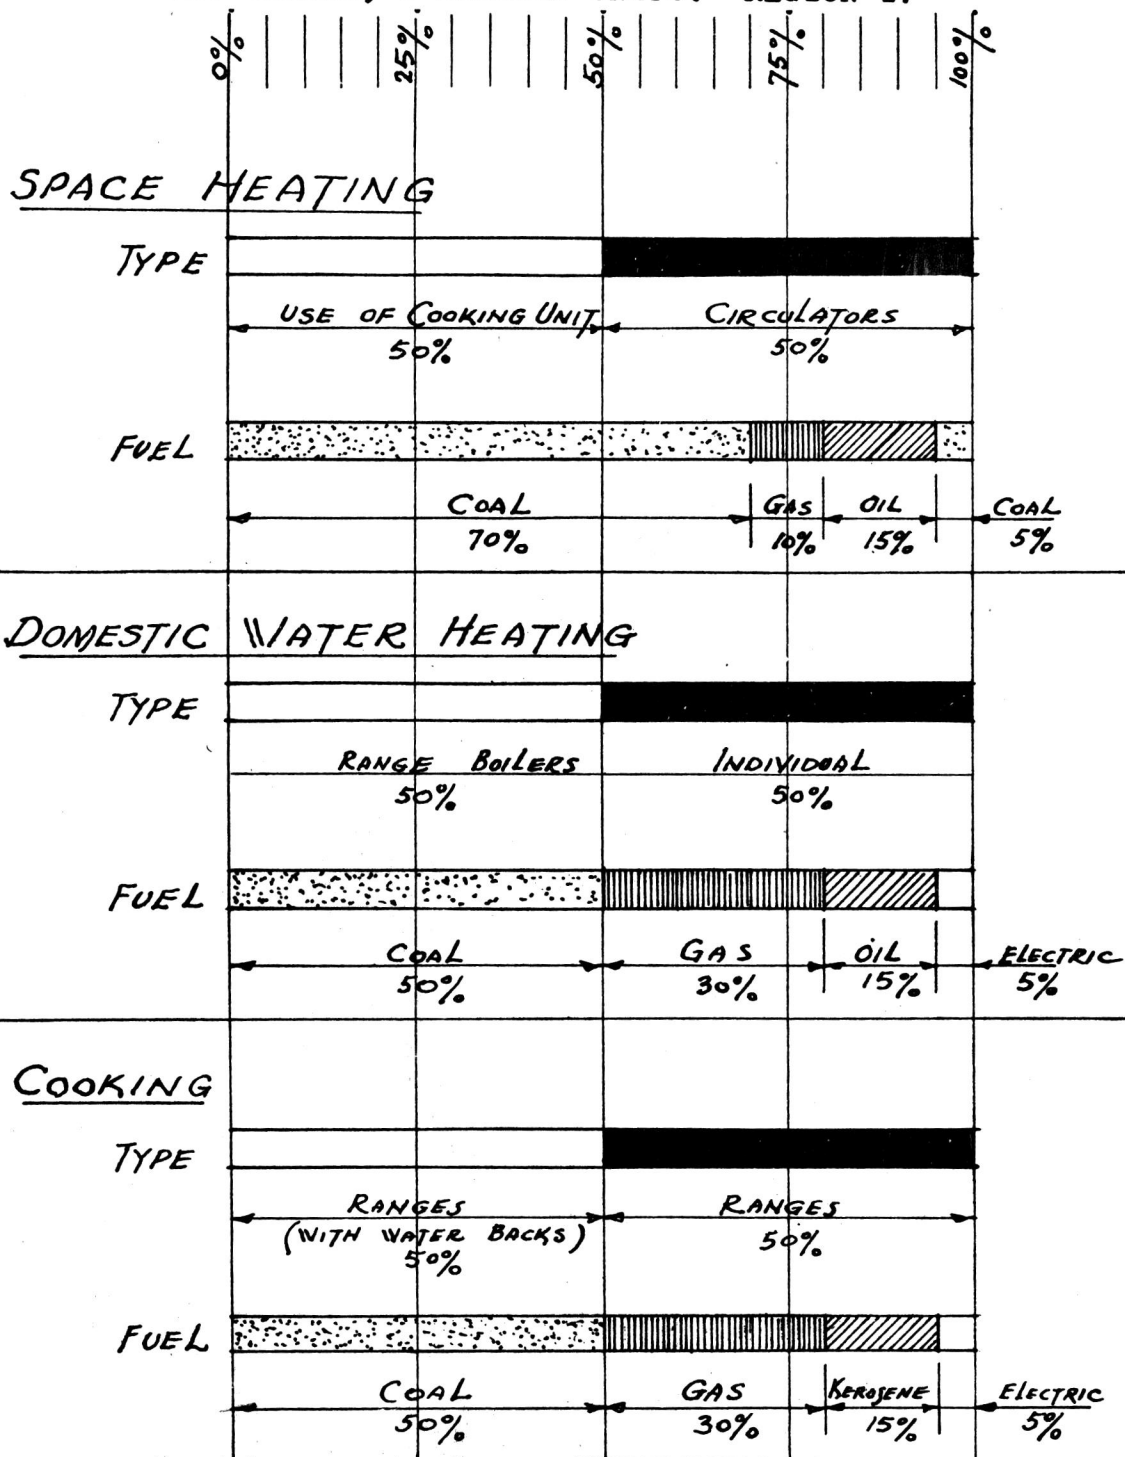 REGION I.
0% 25% 50% 75% 100%
SPACE HEATING
TYPE
USE OF COOKING UNIT CIRCULATORS
50% 50%
FUEL
COAL GAS OIL COAL
70% 10% 15% 5%
DOMESTIC WATER HEATING
TYPE
RANGE BOILERS INDIVIDUAL
50% 50%
FUEL
COAL GAS OIL ELECTRIC
50% 30% 15% 5%
COOKING
TYPE
RANGES RANGES
(WITH WATER BACKS)
50% 50%
FUEL
COAL GAS KEROSENE ELECTRIC
50% 30% 15% 5%